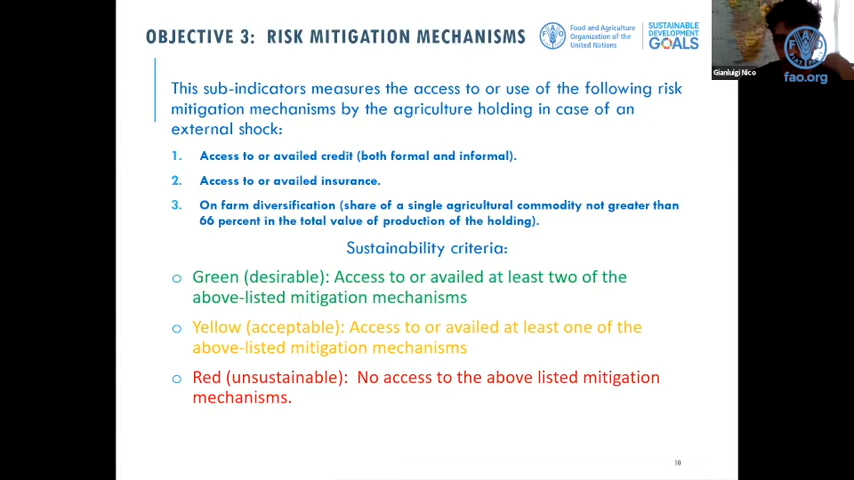 OBJECTIVE 3: RISK MITIGATION MECHANISMS
Food and Agriculture
Organization of the
United Nations
SUSTAINABLE
DEVELOPMENT
GOALS
Gianluigi Nico
fao.org
This sub-indicators measures the access to or use of the following risk
mitigation mechanisms by the agriculture holding in case of an
external shock:
1. Access to or availed credit (both formal and informal).
2. Access to or availed insurance.
3. On farm diversification (share of a single agricultural commodity not greater than
66 percent in the total value of production of the holding).
Sustainability criteria:
o Green (desirable): Access to or availed at least two of the
above-listed mitigation mechanisms
o Yellow (acceptable): Access to or availed at least one of the
above-listed mitigation mechanisms
o Red (unsustainable): No access to the above listed mitigation
mechanisms.
10